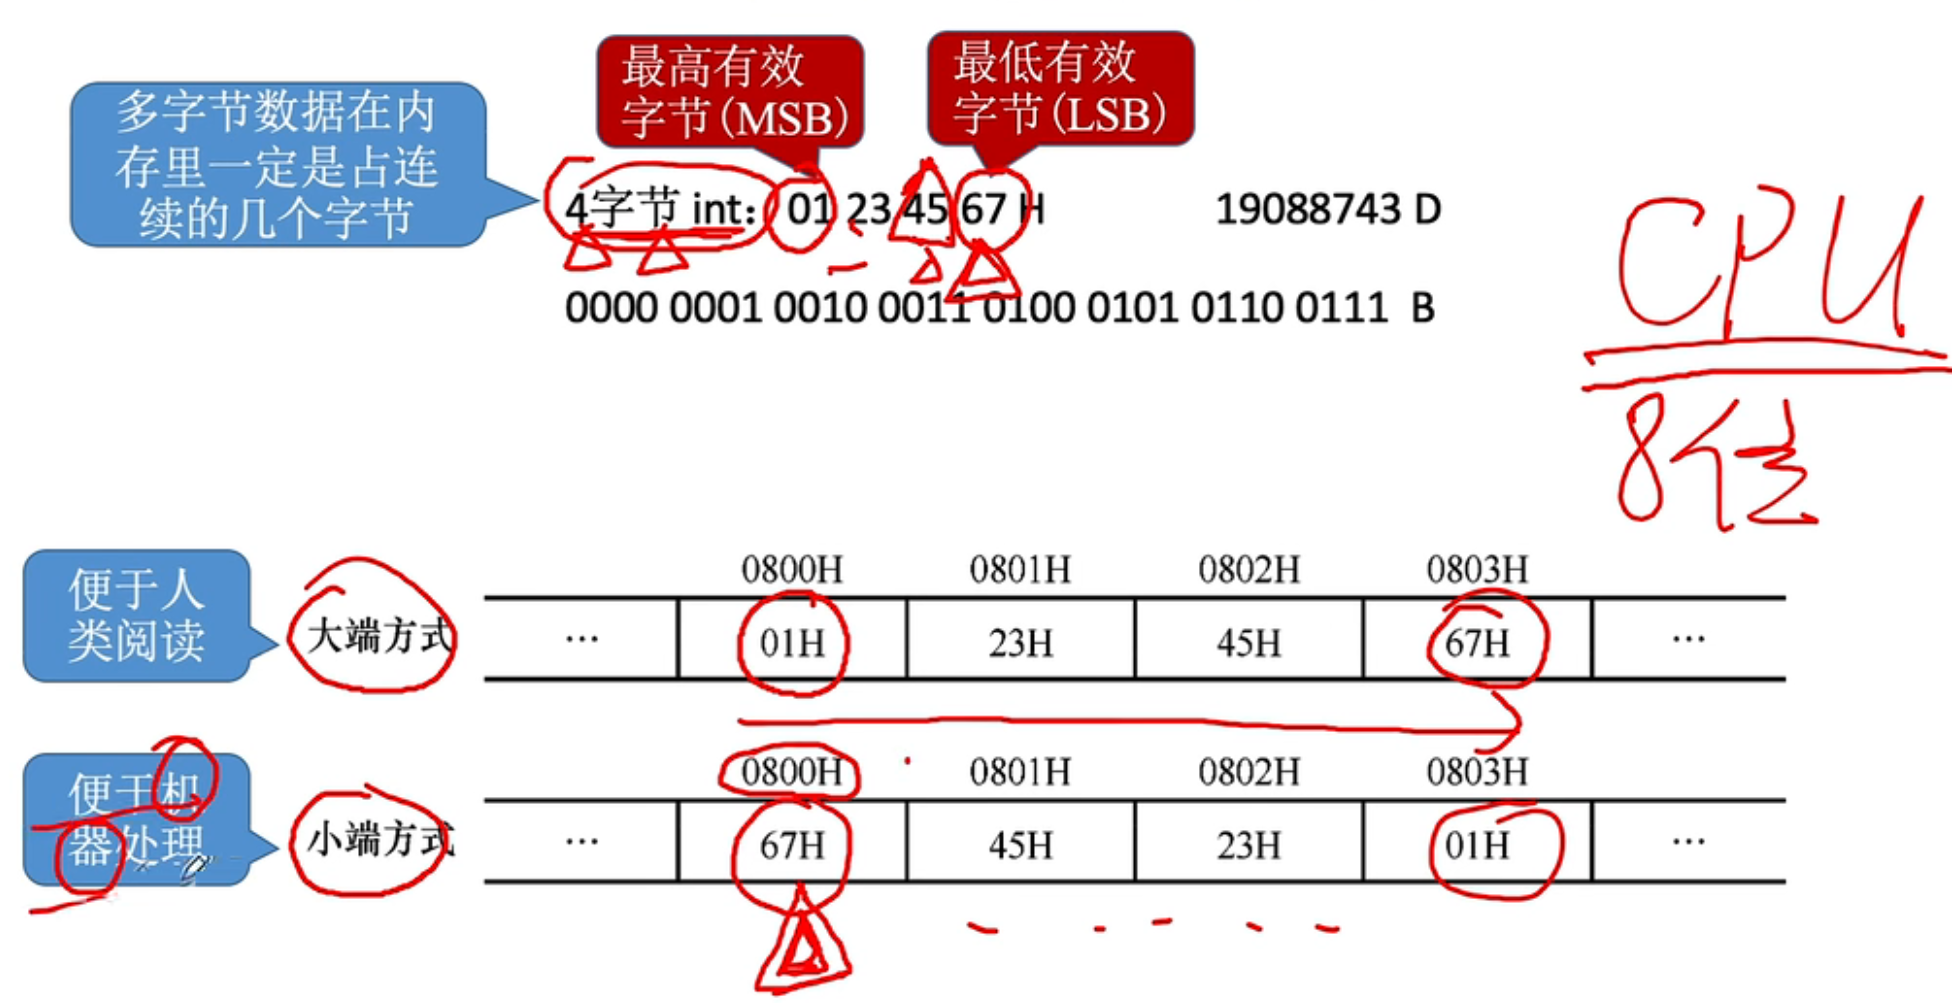 最高有效
字节(MSB)
最低有效
字节(LSB)
多字节数据在内
存里一定是占连
续的几个字节
4字节 int： 01 23 45 67 H
19088743 D
0000 0001 0010 0011 0100 0101 0110 0111 B
CPU
8位
便于人
类阅读
大端方式
0800H 0801H 0802H 0803H
... 01H 23H 45H 67H ...
便于机
器处理
小端方式
0800H 0801H 0802H 0803H
... 67H 45H 23H 01H ...